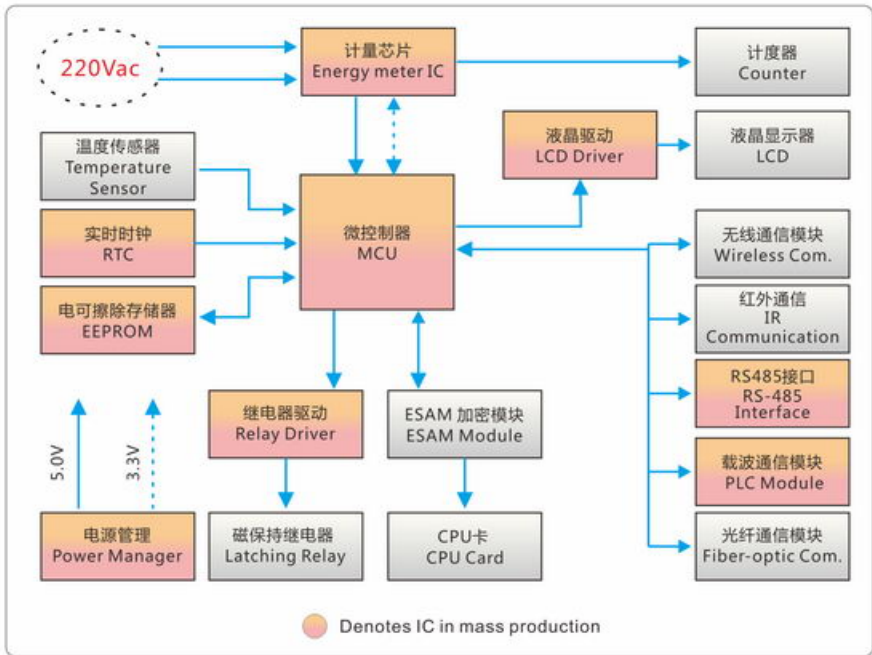 220Vac
计量芯片
Energy meter IC
计度器
Counter
液晶驱动
LCD Driver
液晶显示器
LCD
温度传感器
Temperature
Sensor
实时时钟
RTC
电可擦除存储器
EEPROM
微控制器
MCU
无线通信模块
Wireless Com.
红外通信
IR
Communication
RS485接口
RS-485
Interface
载波通信模块
PLC Module
光纤通信模块
Fiber-optic Com.
继电器驱动
Relay Driver
ESAM 加密模块
ESAM Module
5.0V
3.3V
电源管理
Power Manager
磁保持继电器
Latching Relay
CPU卡
CPU Card
Denotes IC in mass production